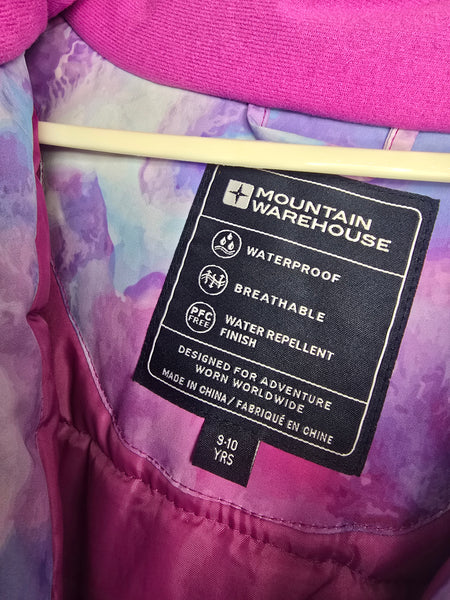 MOUNTAIN
WAREHOUSE
WATERPROOF
BREATHABLE
PFC
FREE
WATER REPELLENT
FINISH
DESIGNED FOR ADVENTURE
WORN WORLDWIDE
MADE IN CHINA / FABRIQUÉ EN CHINE
9-10
YRS